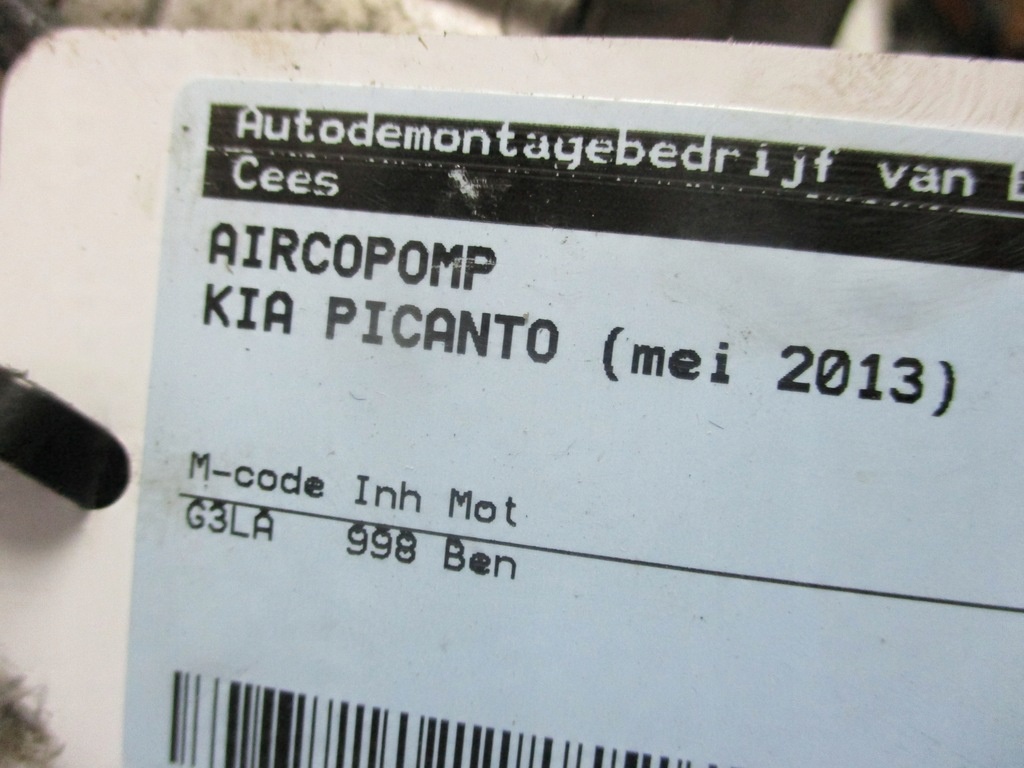 Autodemontagebedrijf van
Cees
AIRCOPOMP
KIA PICANTO (mei 2013)
M-code Inh Mot
G3LA 998 Ben